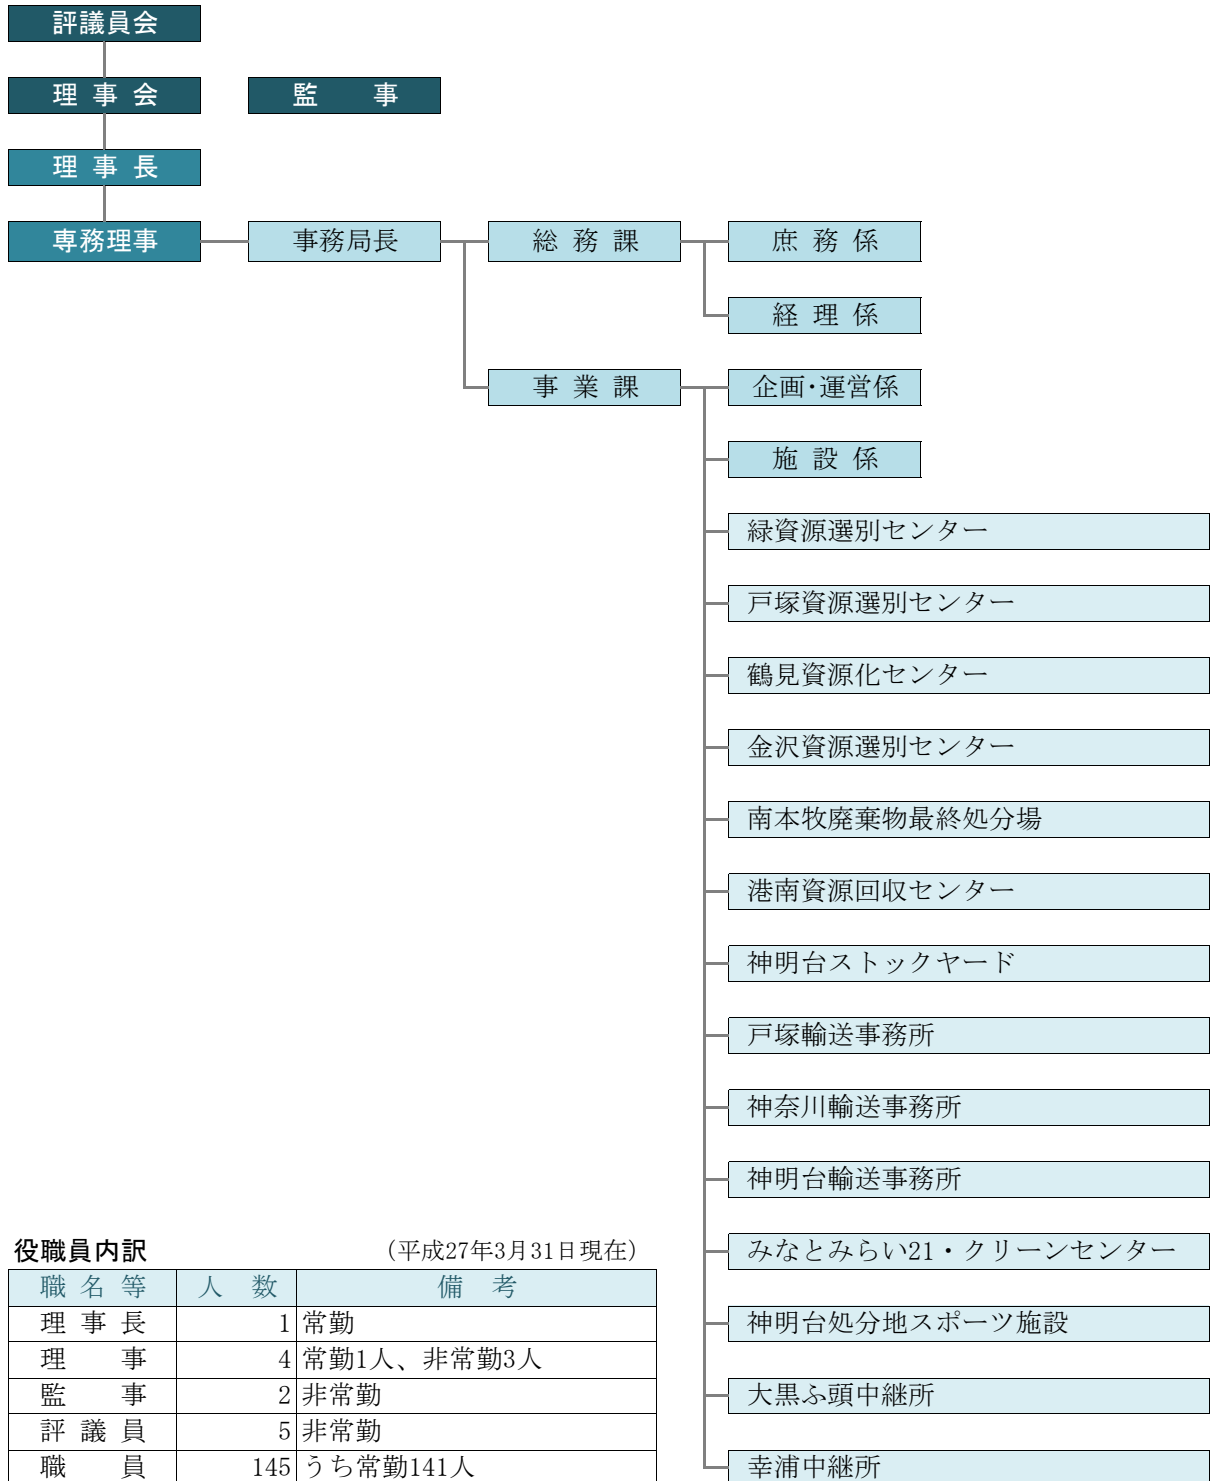 評議員会
理事会　監　事
理事長
専務理事　事務局長　総務課　庶務係
経理係
事業課　企画・運営係
施設係
緑資源選別センター
戸塚資源選別センター
鶴見資源化センター
金沢資源選別センター
南本牧廃棄物最終処分場
港南資源回収センター
神明台ストックヤード
戸塚輸送事務所
神奈川輸送事務所
神明台輸送事務所
みなとみらい21・クリーンセンター
神明台処分地スポーツ施設
大黒ふ頭中継所
幸浦中継所
役職員内訳　（平成27年3月31日現在）
職名等　人　数　備　考
理事長　1　常勤
理　事　4　常勤1人、非常勤3人
監　事　2　非常勤
評議員　5　非常勤
職　員　145　うち常勤141人